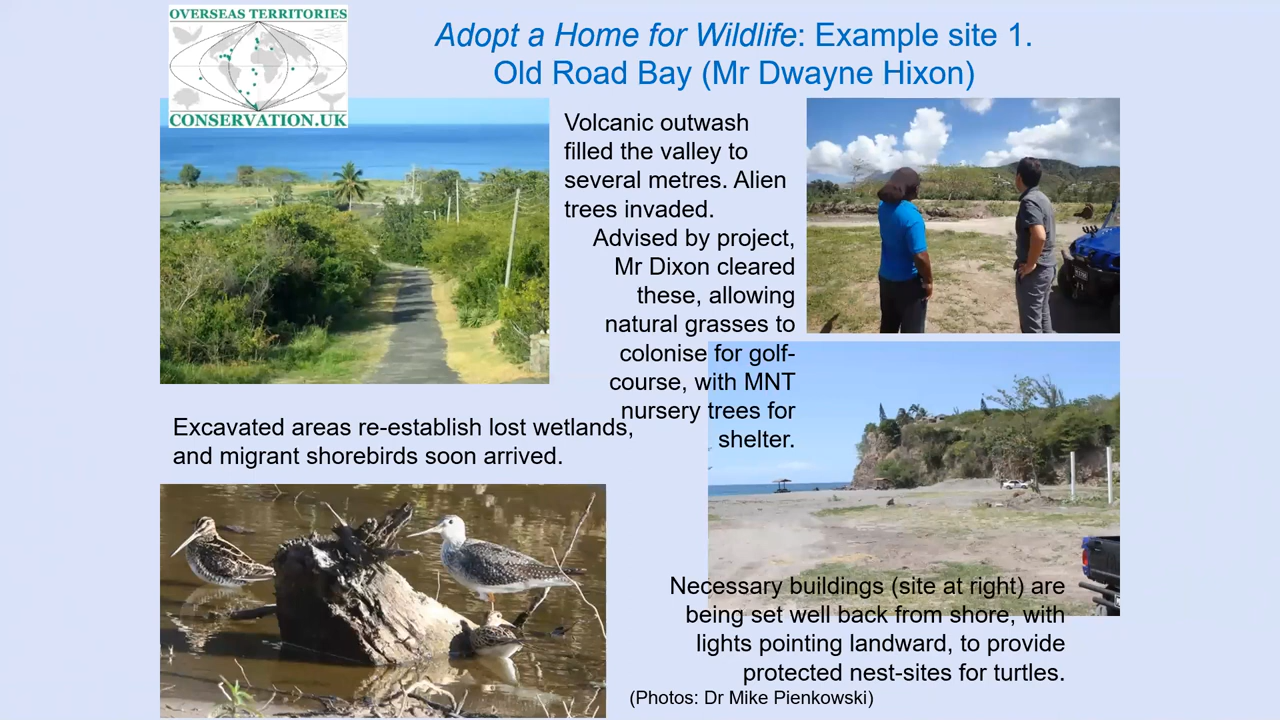 OVERSEAS TERRITORIES
CONSERVATION.UK
Adopt a Home for Wildlife: Example site 1.
Old Road Bay (Mr Dwayne Hixon)
Volcanic outwash
filled the valley to
several metres. Alien
trees invaded.
Advised by project,
Mr Dixon cleared
these, allowing
natural grasses to
colonise for golf-
course, with MNT
nursery trees for
shelter.
Excavated areas re-establish lost wetlands,
and migrant shorebirds soon arrived.
Necessary buildings (site at right) are
being set well back from shore, with
lights pointing landward, to provide
protected nest-sites for turtles.
(Photos: Dr Mike Pienkowski)